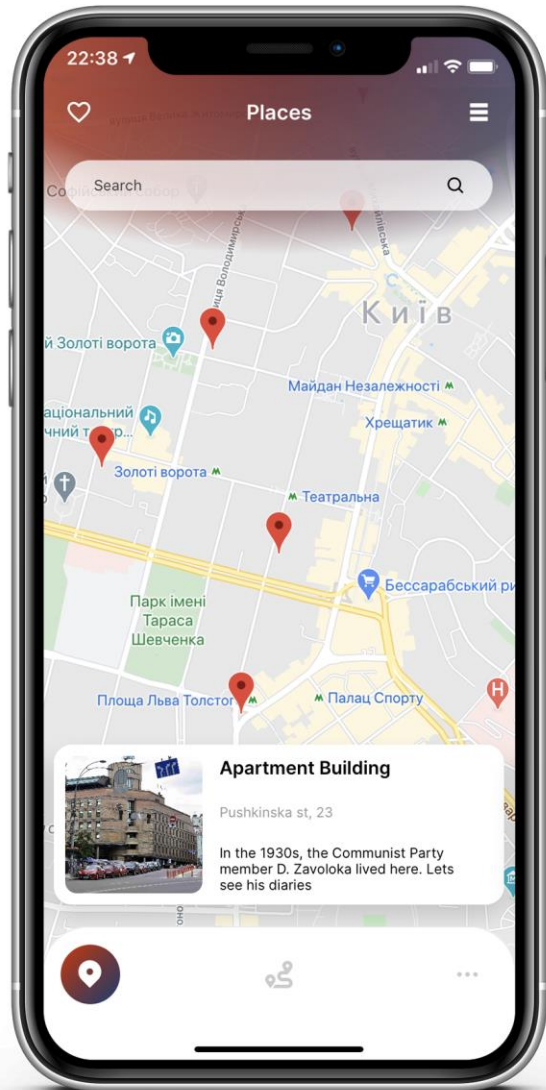 22:38
Places
Search
Київ
й Золоті ворота
Майдан Незалежності
Хрещатик
аціональний
Золоті ворота
Театральна
Бессарабський ри
Парк імені
Тараса
Шевченка
Площа Льва Толстог
Палац Спорту
H
Apartment Building
Pushkinska st, 23
In the 1930s, the Communist Party
member D. Zavoloka lived here. Lets
see his diaries